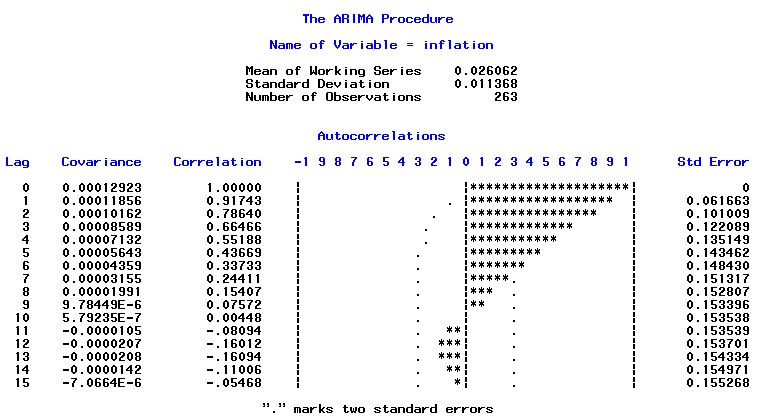 The ARIMA Procedure
Name of Variable = inflation
Mean of Working Series 0.026062
Standard Deviation 0.011368
Number of Observations 263
Autocorrelations
Lag Covariance Correlation -1 9 8 7 6 5 4 3 2 1 0 1 2 3 4 5 6 7 8 9 1 Std Error
0 0.00012923 1.00000 | |********************| 0
1 0.00011856 0.91743 | . |****************** | 0.061663
2 0.00010162 0.78640 | . |**************** | 0.101009
3 0.00008589 0.66466 | . |************* | 0.122089
4 0.00007132 0.55188 | . |*********** | 0.135149
5 0.00005643 0.43669 | . |********* | 0.143462
6 0.00004359 0.33733 | . |******* | 0.148430
7 0.00003155 0.24411 | . |*****. | 0.151317
8 0.00001991 0.15407 | . |*** . | 0.152807
9 9.78449E-6 0.07572 | . |** . | 0.153396
10 5.79235E-7 0.00448 | . | . | 0.153538
11 -0.0000105 -.08094 | . **| . | 0.153539
12 -0.0000207 -.16012 | . ***| . | 0.153701
13 -0.0000208 -.16094 | . ***| . | 0.154334
14 -0.0000142 -.11006 | . **| . | 0.154971
15 -7.0664E-6 -.05468 | . *| . | 0.155268
"." marks two standard errors